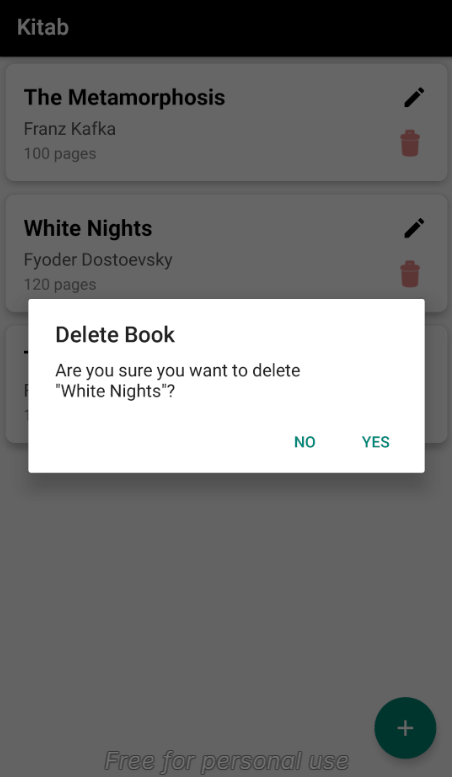 Kitab
The Metamorphosis
Franz Kafka
100 pages
White Nights
Fyoder Dostoevsky
120 pages
Delete Book
Are you sure you want to delete
"White Nights"?
NO
YES
+
Free for personal use